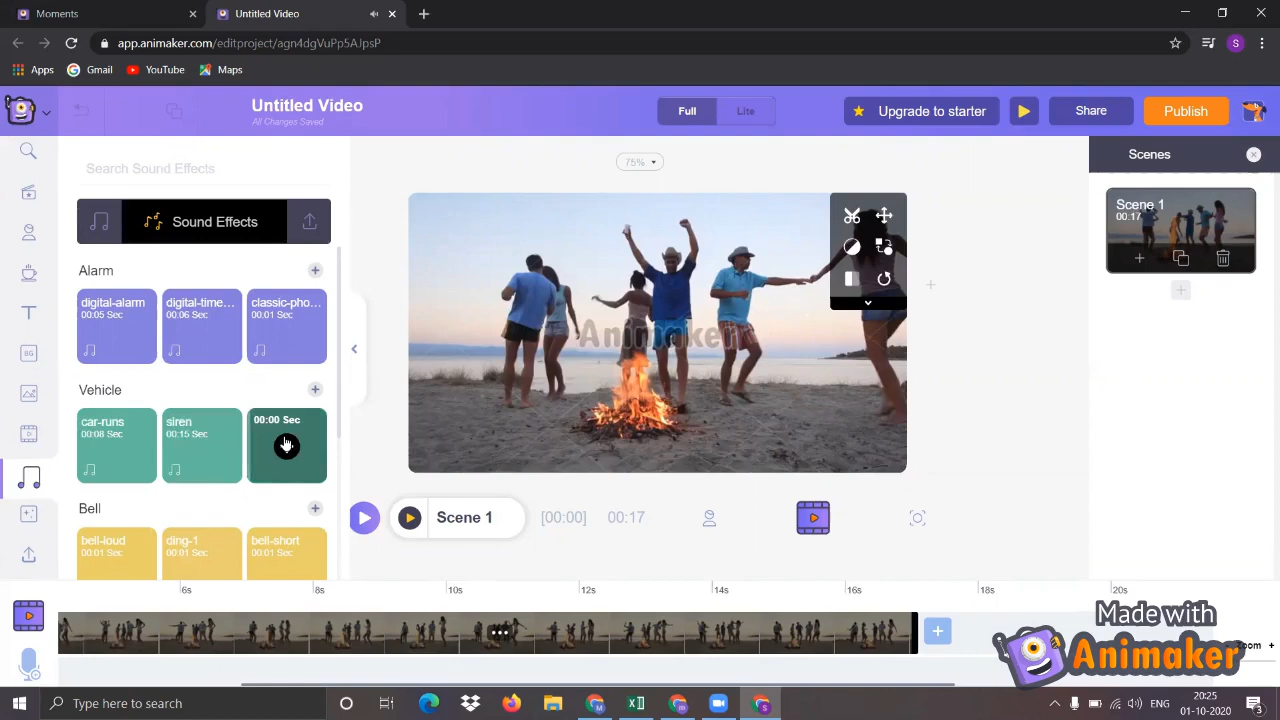 Moments
Untitled Video
app.animaker.com/editproject/agn4dgVuPp5AJpsJ
S
Apps
Gmail
YouTube
Maps
Untitled Video
All Changes Saved
Full
Lite
Upgrade to starter
Share
Publish
Search Sound Effects
75%
Scenes
Sound Effects
Scene 1
00:17
Alarm
digital-alarm
00:05 Sec
digital-time...
00:06 Sec
classic-pho...
00:01 Sec
Animaker
Vehicle
car-runs
00:08 Sec
siren
00:15 Sec
00:00 Sec
BG
T
Bell
bell-loud
00:01 Sec
ding-1
00:01 Sec
bell-short
00:01 Sec
Scene 1
[00:00]
00:17
6s
8s
10s
12s
14s
16s
18s
20s
Made with
Animaker
Type here to search
ENG
20:25
01-10-2020
3